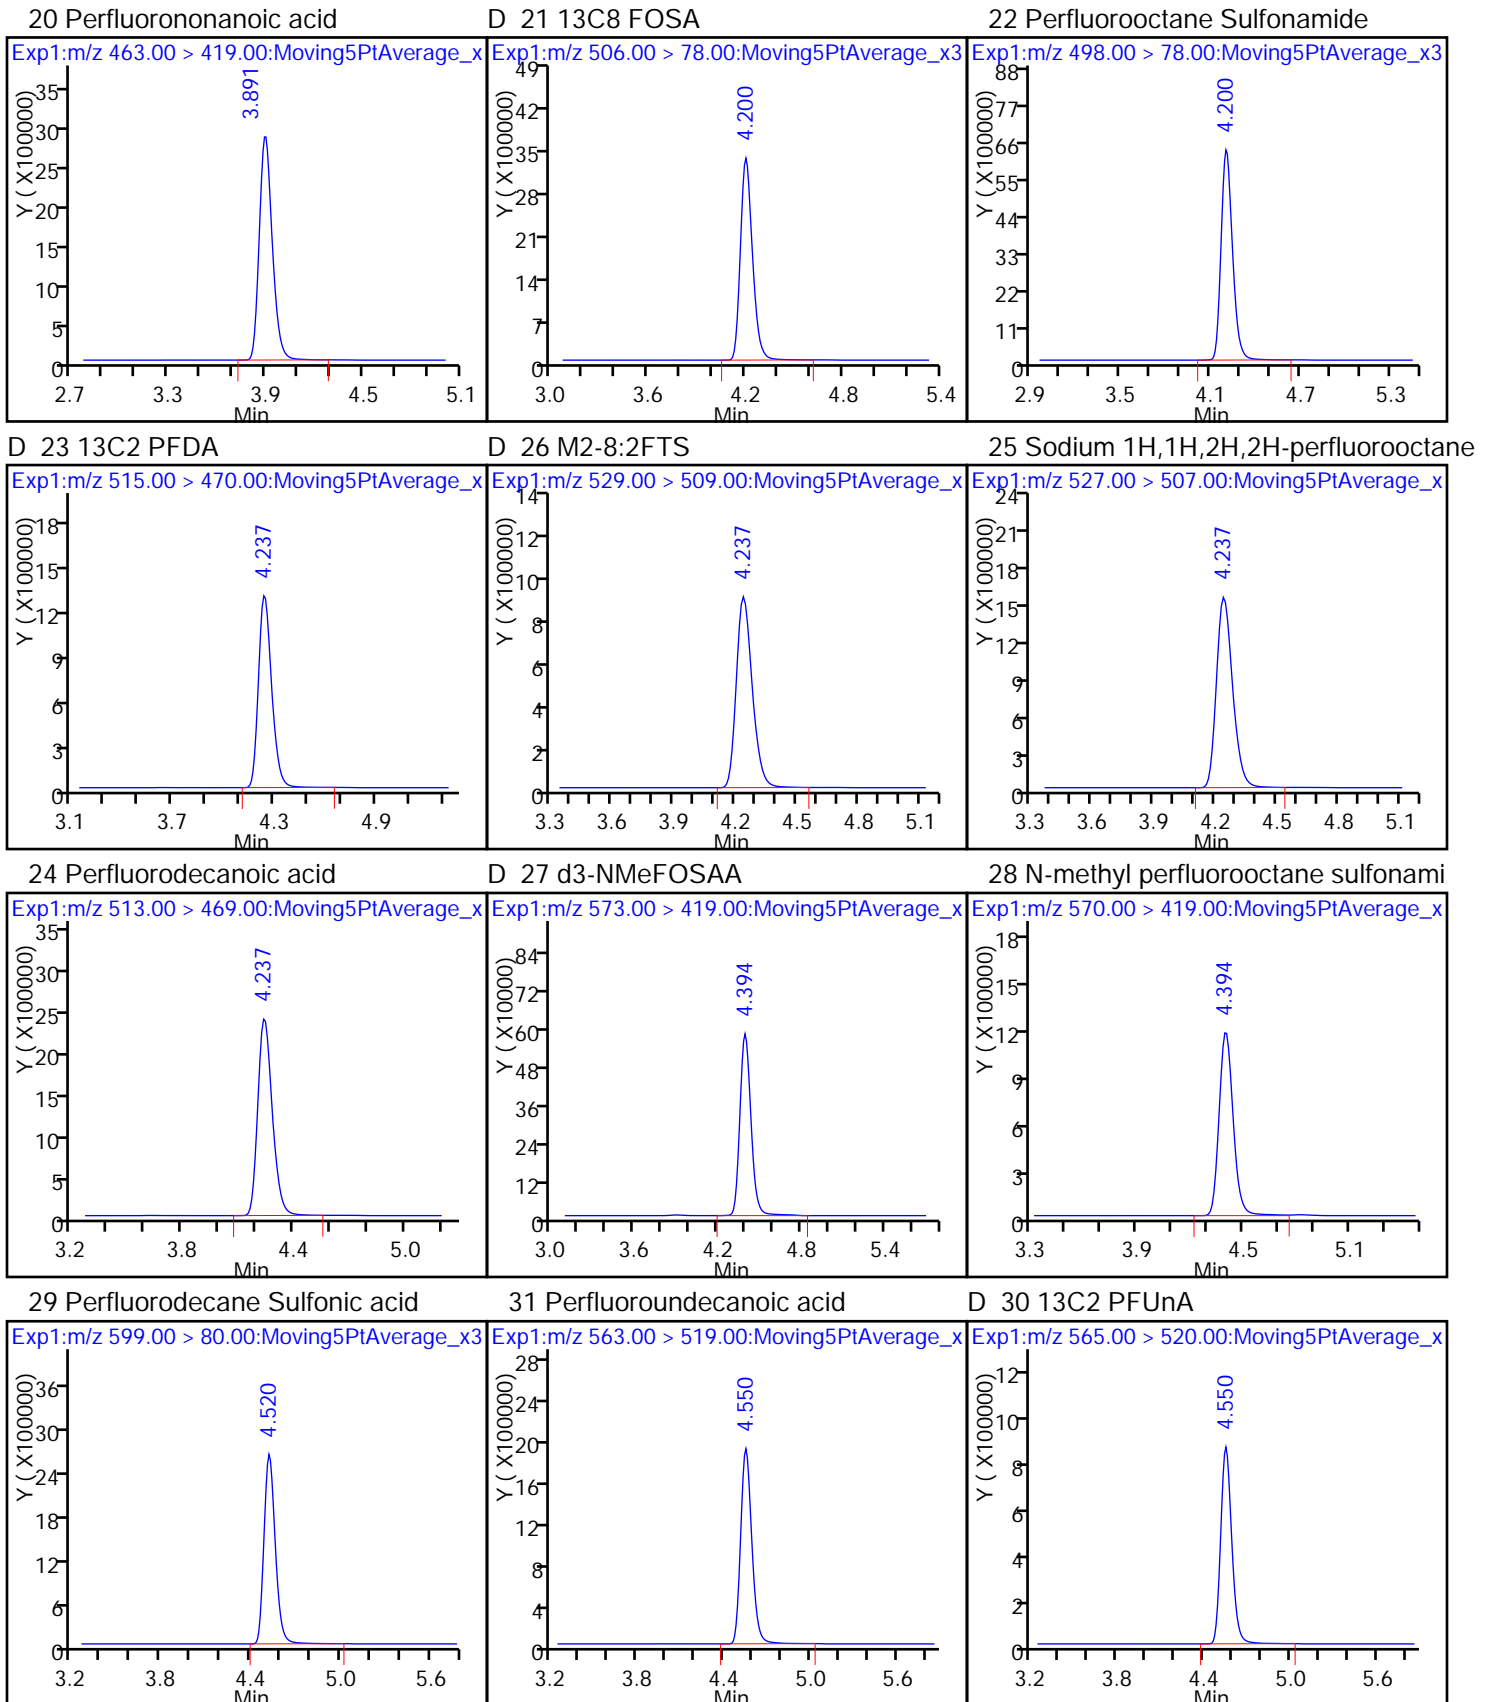 20 Perfluorononanoic acid
Exp1:m/z 463.00 > 419.00:Moving5PtAverage_x
3.891
Y ( X100000)
35
30
25
20
15
10
5
0
2.7 3.3 3.9 4.5 5.1
Min
D 21 13C8 FOSA
Exp1:m/z 506.00 > 78.00:Moving5PtAverage_x3
4.200
Y ( X100000)
49
42
35
28
21
14
7
0
3.0 3.6 4.2 4.8 5.4
Min
22 Perfluorooctane Sulfonamide
Exp1:m/z 498.00 > 78.00:Moving5PtAverage_x3
4.200
Y ( X100000)
88
77
66
55
44
33
22
11
0
2.9 3.5 4.1 4.7 5.3
Min
D 23 13C2 PFDA
Exp1:m/z 515.00 > 470.00:Moving5PtAverage_x
4.237
Y ( X100000)
18
15
12
9
6
3
0
3.1 3.7 4.3 4.9
Min
D 26 M2-8:2FTS
Exp1:m/z 529.00 > 509.00:Moving5PtAverage_x
4.237
Y ( X100000)
14
12
10
8
6
4
2
0
3.3 3.6 3.9 4.2 4.5 4.8 5.1
Min
25 Sodium 1H,1H,2H,2H-perfluorooctane
Exp1:m/z 527.00 > 507.00:Moving5PtAverage_x
4.237
Y ( X100000)
24
21
18
15
12
9
6
3
0
3.3 3.6 3.9 4.2 4.5 4.8 5.1
Min
24 Perfluorodecanoic acid
Exp1:m/z 513.00 > 469.00:Moving5PtAverage_x
4.237
Y ( X100000)
35
30
25
20
15
10
5
0
3.2 3.8 4.4 5.0
Min
D 27 d3-NMeFOSAA
Exp1:m/z 573.00 > 419.00:Moving5PtAverage_x
4.394
Y ( X10000)
84
72
60
48
36
24
12
0
3.0 3.6 4.2 4.8 5.4
28 N-methyl perfluorooctane sulfonami
Exp1:m/z 570.00 > 419.00:Moving5PtAverage_x
4.394
Y ( X100000)
18
15
12
9
6
3
0
3.3 3.9 4.5 5.1
Min
29 Perfluorodecane Sulfonic acid
Exp1:m/z 599.00 > 80.00:Moving5PtAverage_x3
4.520
Y ( X100000)
36
30
24
18
12
6
0
3.2 3.8 4.4 5.0 5.6
Min
31 Perfluoroundecanoic acid
Exp1:m/z 563.00 > 519.00:Moving5PtAverage_x
4.550
Y ( X100000)
28
24
20
16
12
8
4
0
3.2 3.8 4.4 5.0 5.6
Min
D 30 13C2 PFUnA
Exp1:m/z 565.00 > 520.00:Moving5PtAverage_x
4.550
Y ( X100000)
12
10
8
6
4
2
0
3.2 3.8 4.4 5.0 5.6
Min